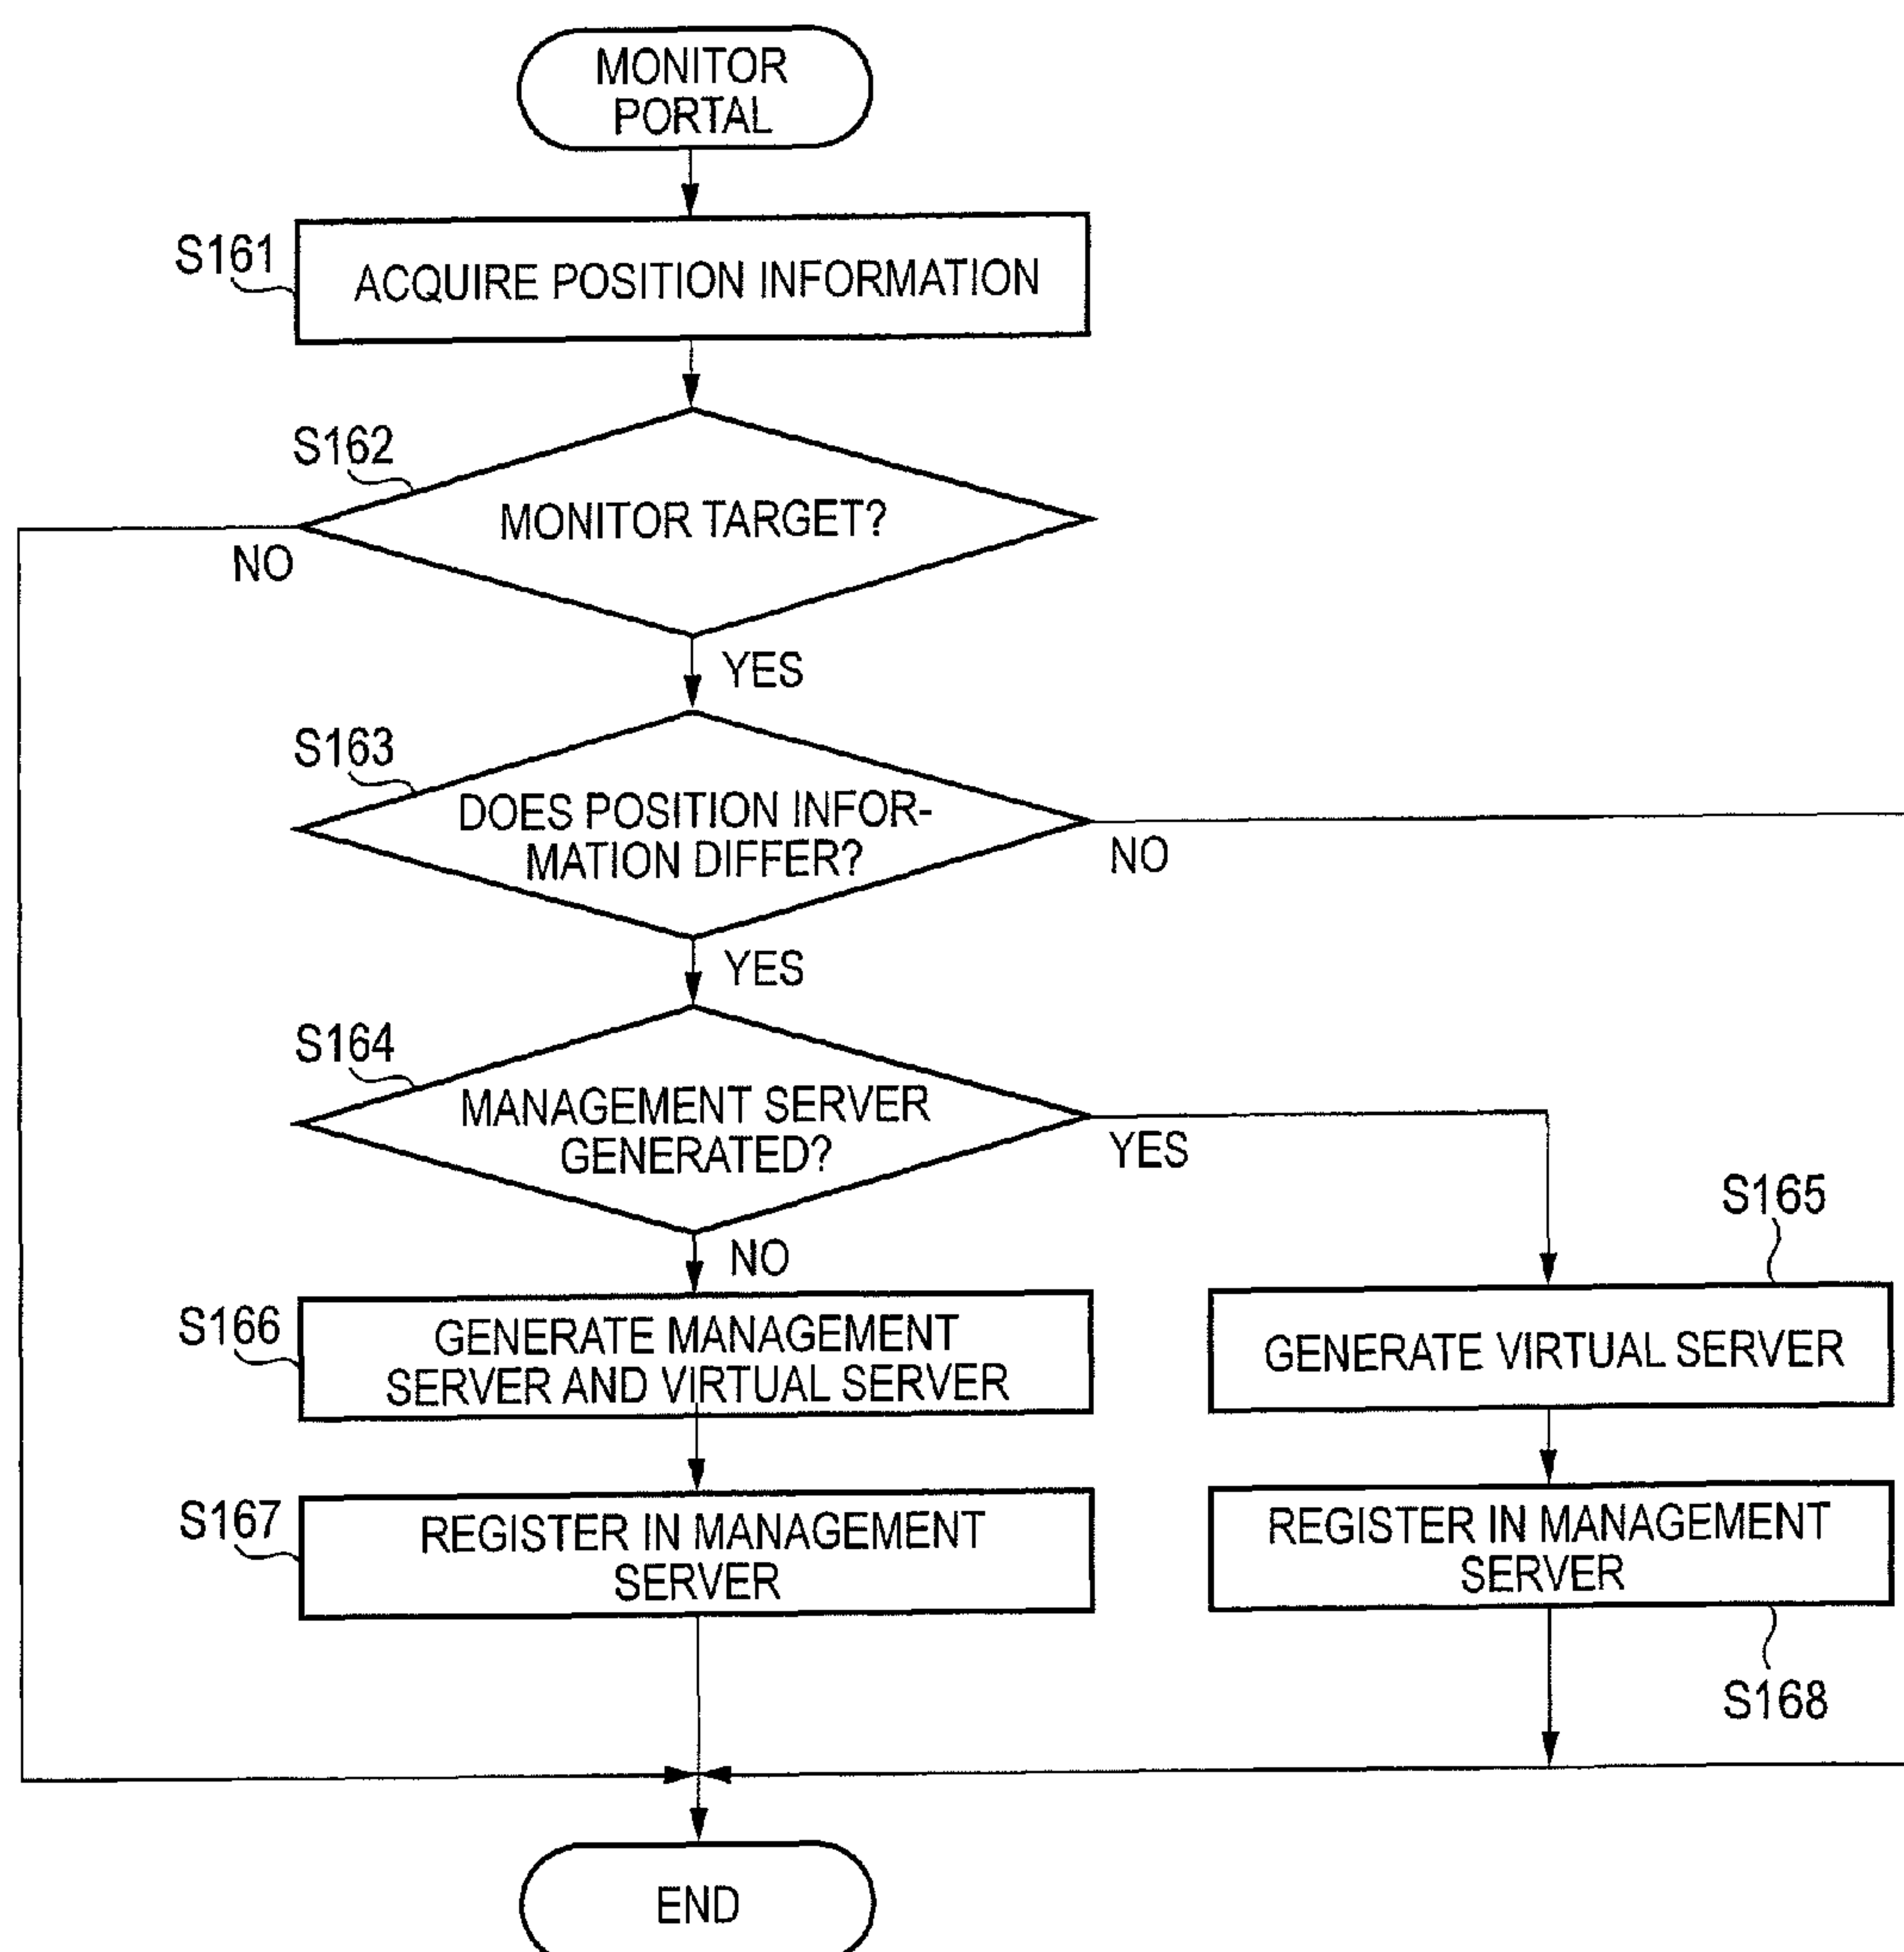 MONITOR
PORTAL
S161
ACQUIRE POSITION INFORMATION
S162
MONITOR TARGET?
NO
YES
S163
DOES POSITION INFOR-
MATION DIFFER?
NO
YES
S164
MANAGEMENT SERVER
GENERATED?
YES
NO
S165
S166
GENERATE MANAGEMENT
SERVER AND VIRTUAL SERVER
GENERATE VIRTUAL SERVER
S167
REGISTER IN MANAGEMENT
SERVER
REGISTER IN MANAGEMENT
SERVER
S168
END